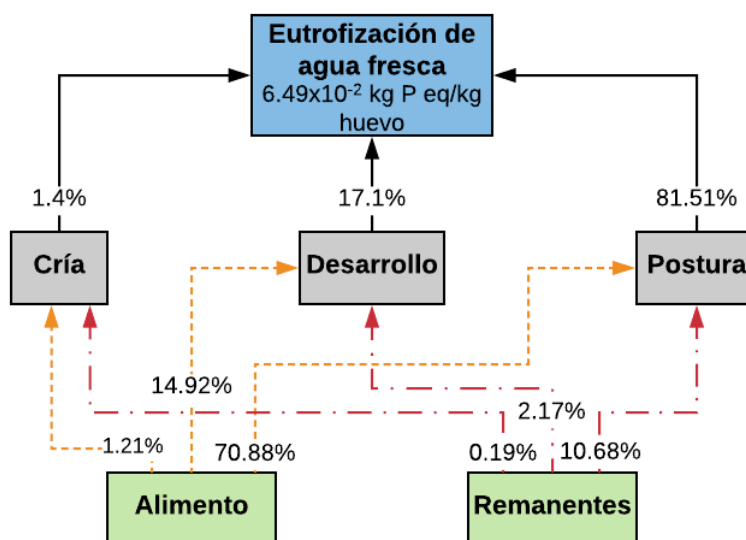 Eutrofización de
agua fresca
6.49x10⁻² kg P eq/kg
huevo
1.4%
17.1%
81.51%
Cría
Desarrollo
Postura
14.92%
2.17%
1.21%
70.88%
0.19%
10.68%
Alimento
Remanentes